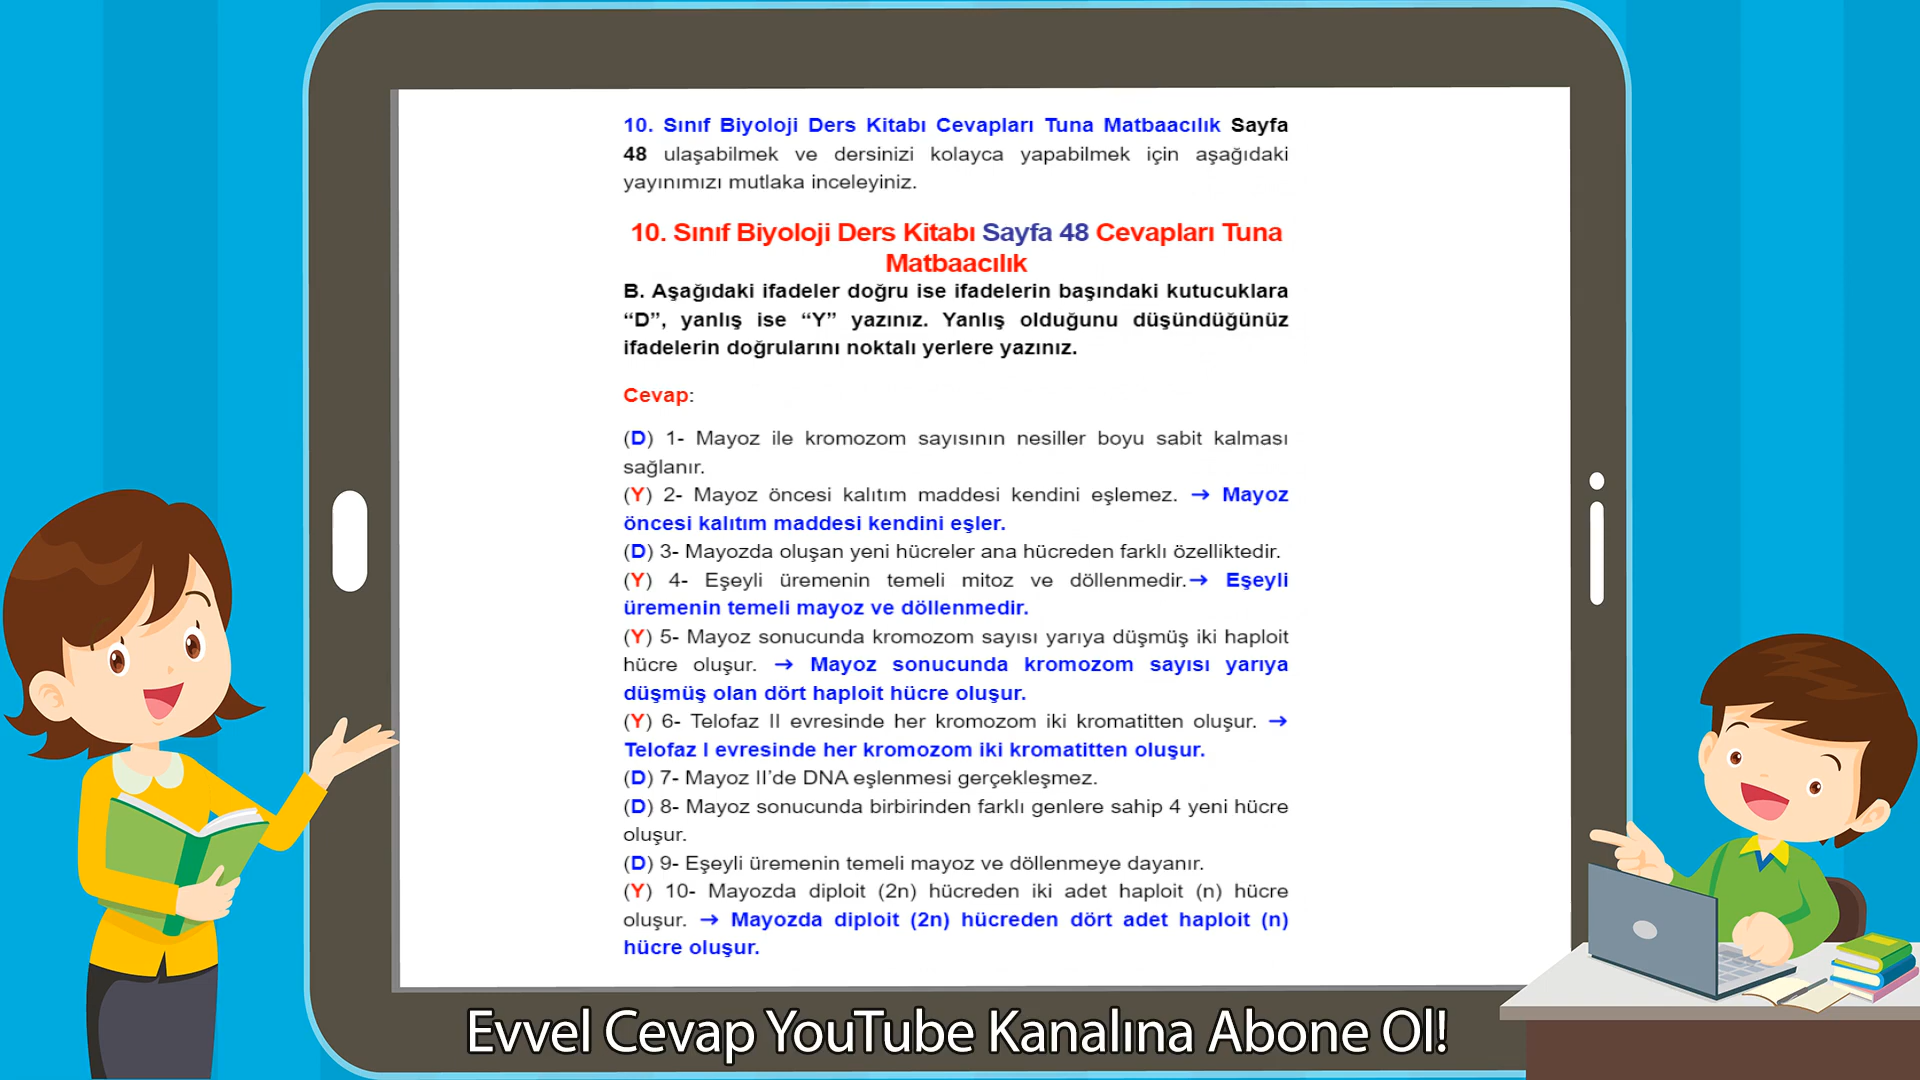 10. Sınıf Biyoloji Ders Kitabı Cevapları Tuna Matbaacılık Sayfa
48 ulaşabilmek ve dersinizi kolayca yapabilmek için aşağıdaki
yayınımızı mutlaka inceleyiniz.
10. Sınıf Biyoloji Ders Kitabı Sayfa 48 Cevapları Tuna
Matbaacılık
B. Aşağıdaki ifadeler doğru ise ifadelerin başındaki kutucuklara
“D”, yanlış ise “Y” yazınız. Yanlış olduğunu düşündüğünüz
ifadelerin doğrularını noktalı yerlere yazınız.
Cevap:
(D) 1- Mayoz ile kromozom sayısının nesiller boyu sabit kalması
sağlanır.
(Y) 2- Mayoz öncesi kalıtım maddesi kendini eşlemez. → Mayoz
öncesi kalıtım maddesi kendini eşler.
(D) 3- Mayozda oluşan yeni hücreler ana hücreden farklı özelliktedir.
(Y) 4- Eşeyli üremenin temeli mitoz ve döllenmedir.→ Eşeyli
üremenin temeli mayoz ve döllenmedir.
(Y) 5- Mayoz sonucunda kromozom sayısı yarıya düşmüş iki haploit
hücre oluşur. → Mayoz sonucunda kromozom sayısı yarıya
düşmüş olan dört haploit hücre oluşur.
(Y) 6- Telofaz II evresinde her kromozom iki kromatitten oluşur. →
Telofaz I evresinde her kromozom iki kromatitten oluşur.
(D) 7- Mayoz II’de DNA eşlenmesi gerçekleşmez.
(D) 8- Mayoz sonucunda birbirinden farklı genlere sahip 4 yeni hücre
oluşur.
(D) 9- Eşeyli üremenin temeli mayoz ve döllenmeye dayanır.
(Y) 10- Mayozda diploit (2n) hücreden iki adet haploit (n) hücre
oluşur. → Mayozda diploit (2n) hücreden dört adet haploit (n)
hücre oluşur.
Evvel Cevap YouTube Kanalına Abone Ol!